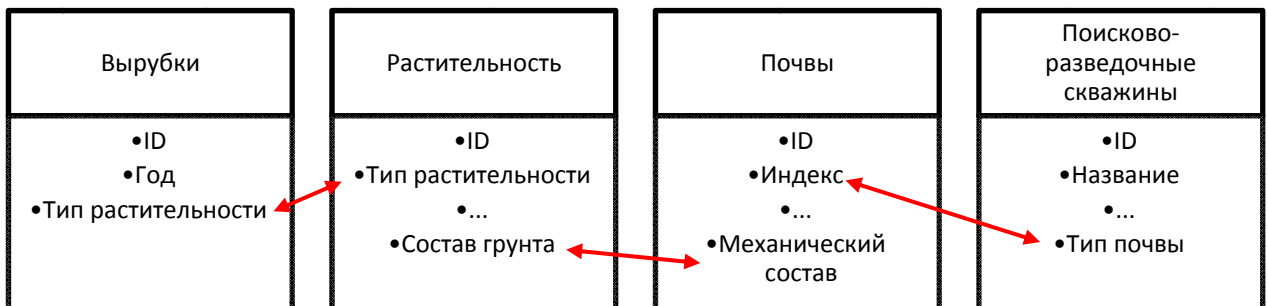 Вырубки
•ID
•Год
•Тип растительности
Растительность
•ID
•Тип растительности
•...
•Состав грунта
Почвы
•ID
•Индекс
•...
•Механический
состав
Поисково-
разведочные
скважины
•ID
•Название
•...
•Тип почвы